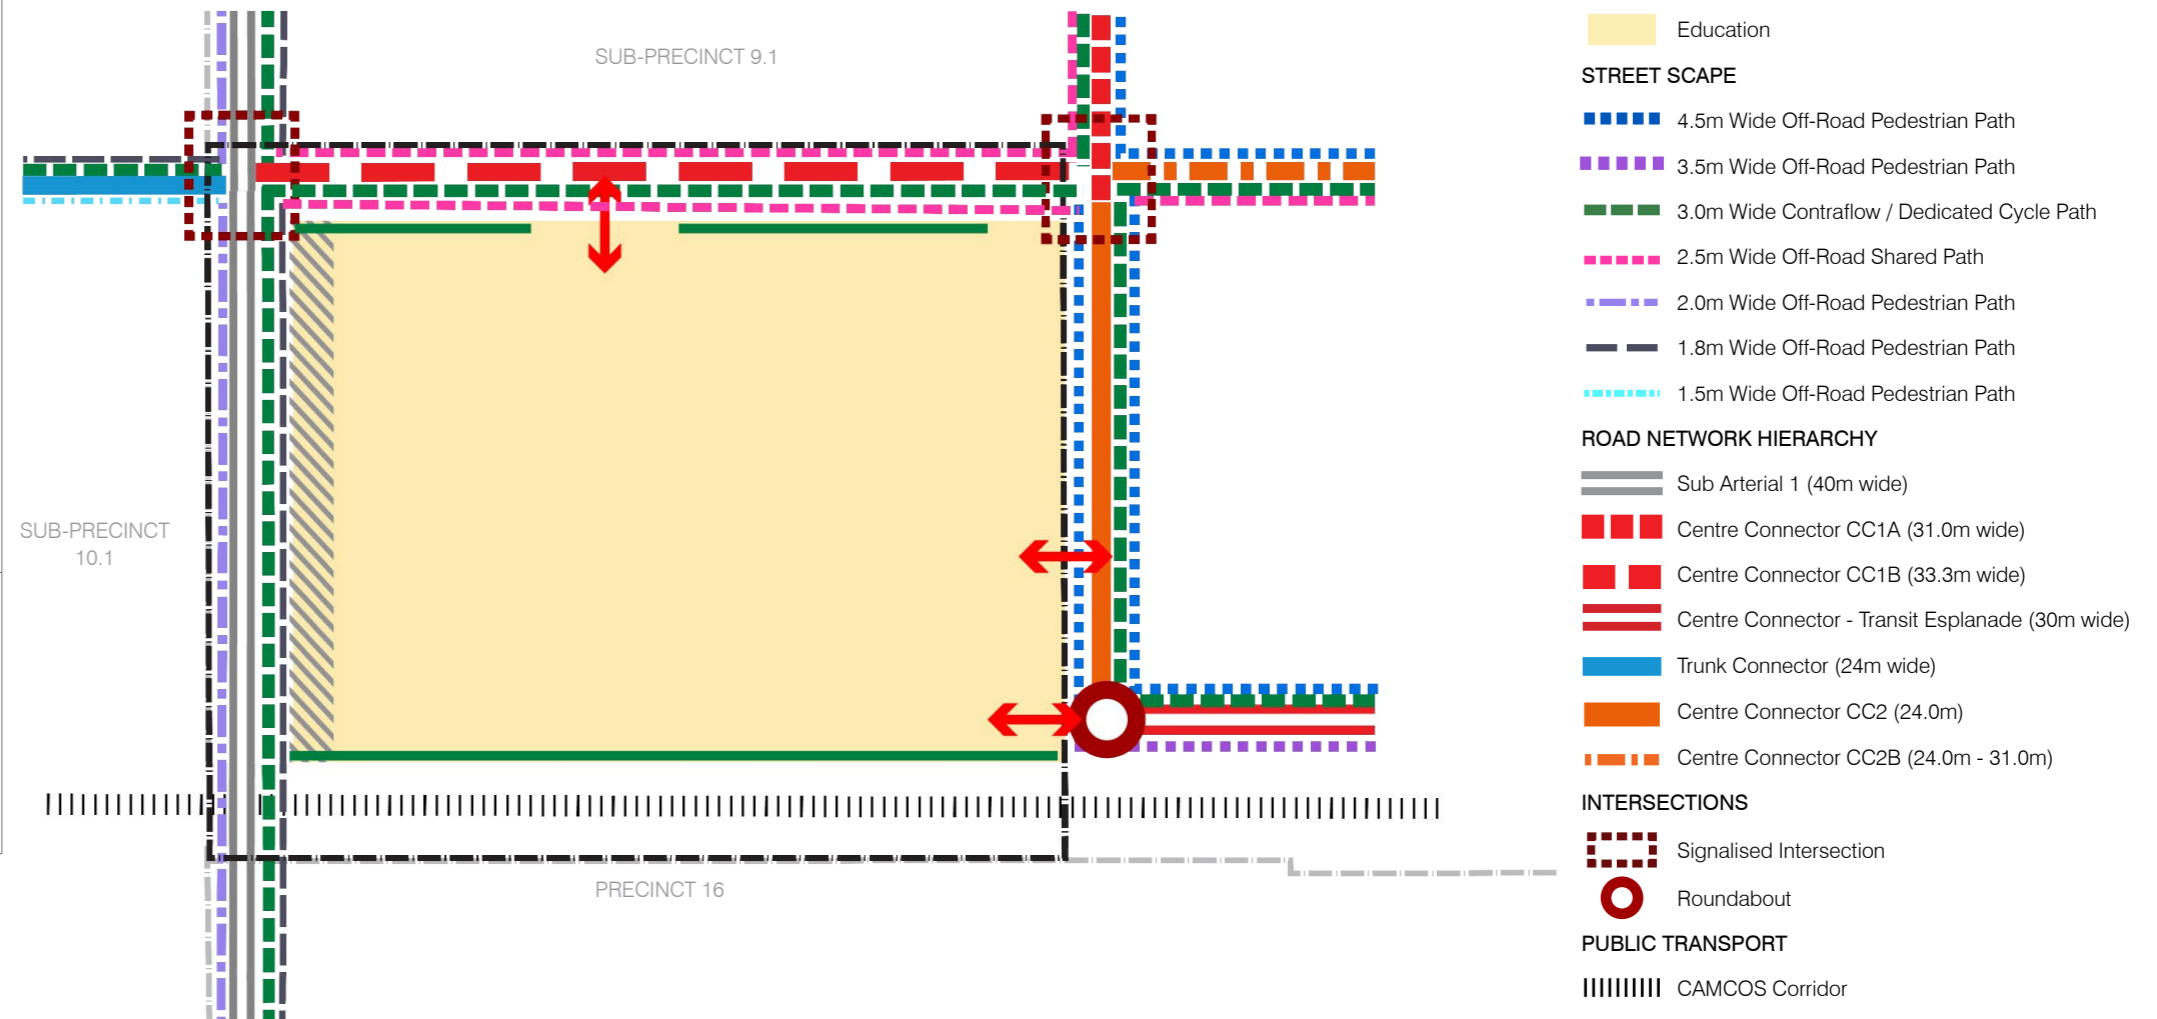 SUB-PRECINCT 9.1
SUB-PRECINCT
10.1
PRECINCT 16
Education
STREET SCAPE
4.5m Wide Off-Road Pedestrian Path
3.5m Wide Off-Road Pedestrian Path
3.0m Wide Contraflow / Dedicated Cycle Path
2.5m Wide Off-Road Shared Path
2.0m Wide Off-Road Pedestrian Path
1.8m Wide Off-Road Pedestrian Path
1.5m Wide Off-Road Pedestrian Path
ROAD NETWORK HIERARCHY
Sub Arterial 1 (40m wide)
Centre Connector CC1A (31.0m wide)
Centre Connector CC1B (33.3m wide)
Centre Connector - Transit Esplanade (30m wide)
Trunk Connector (24m wide)
Centre Connector CC2 (24.0m)
Centre Connector CC2B (24.0m - 31.0m)
INTERSECTIONS
Signalised Intersection
Roundabout
PUBLIC TRANSPORT
CAMCOS Corridor